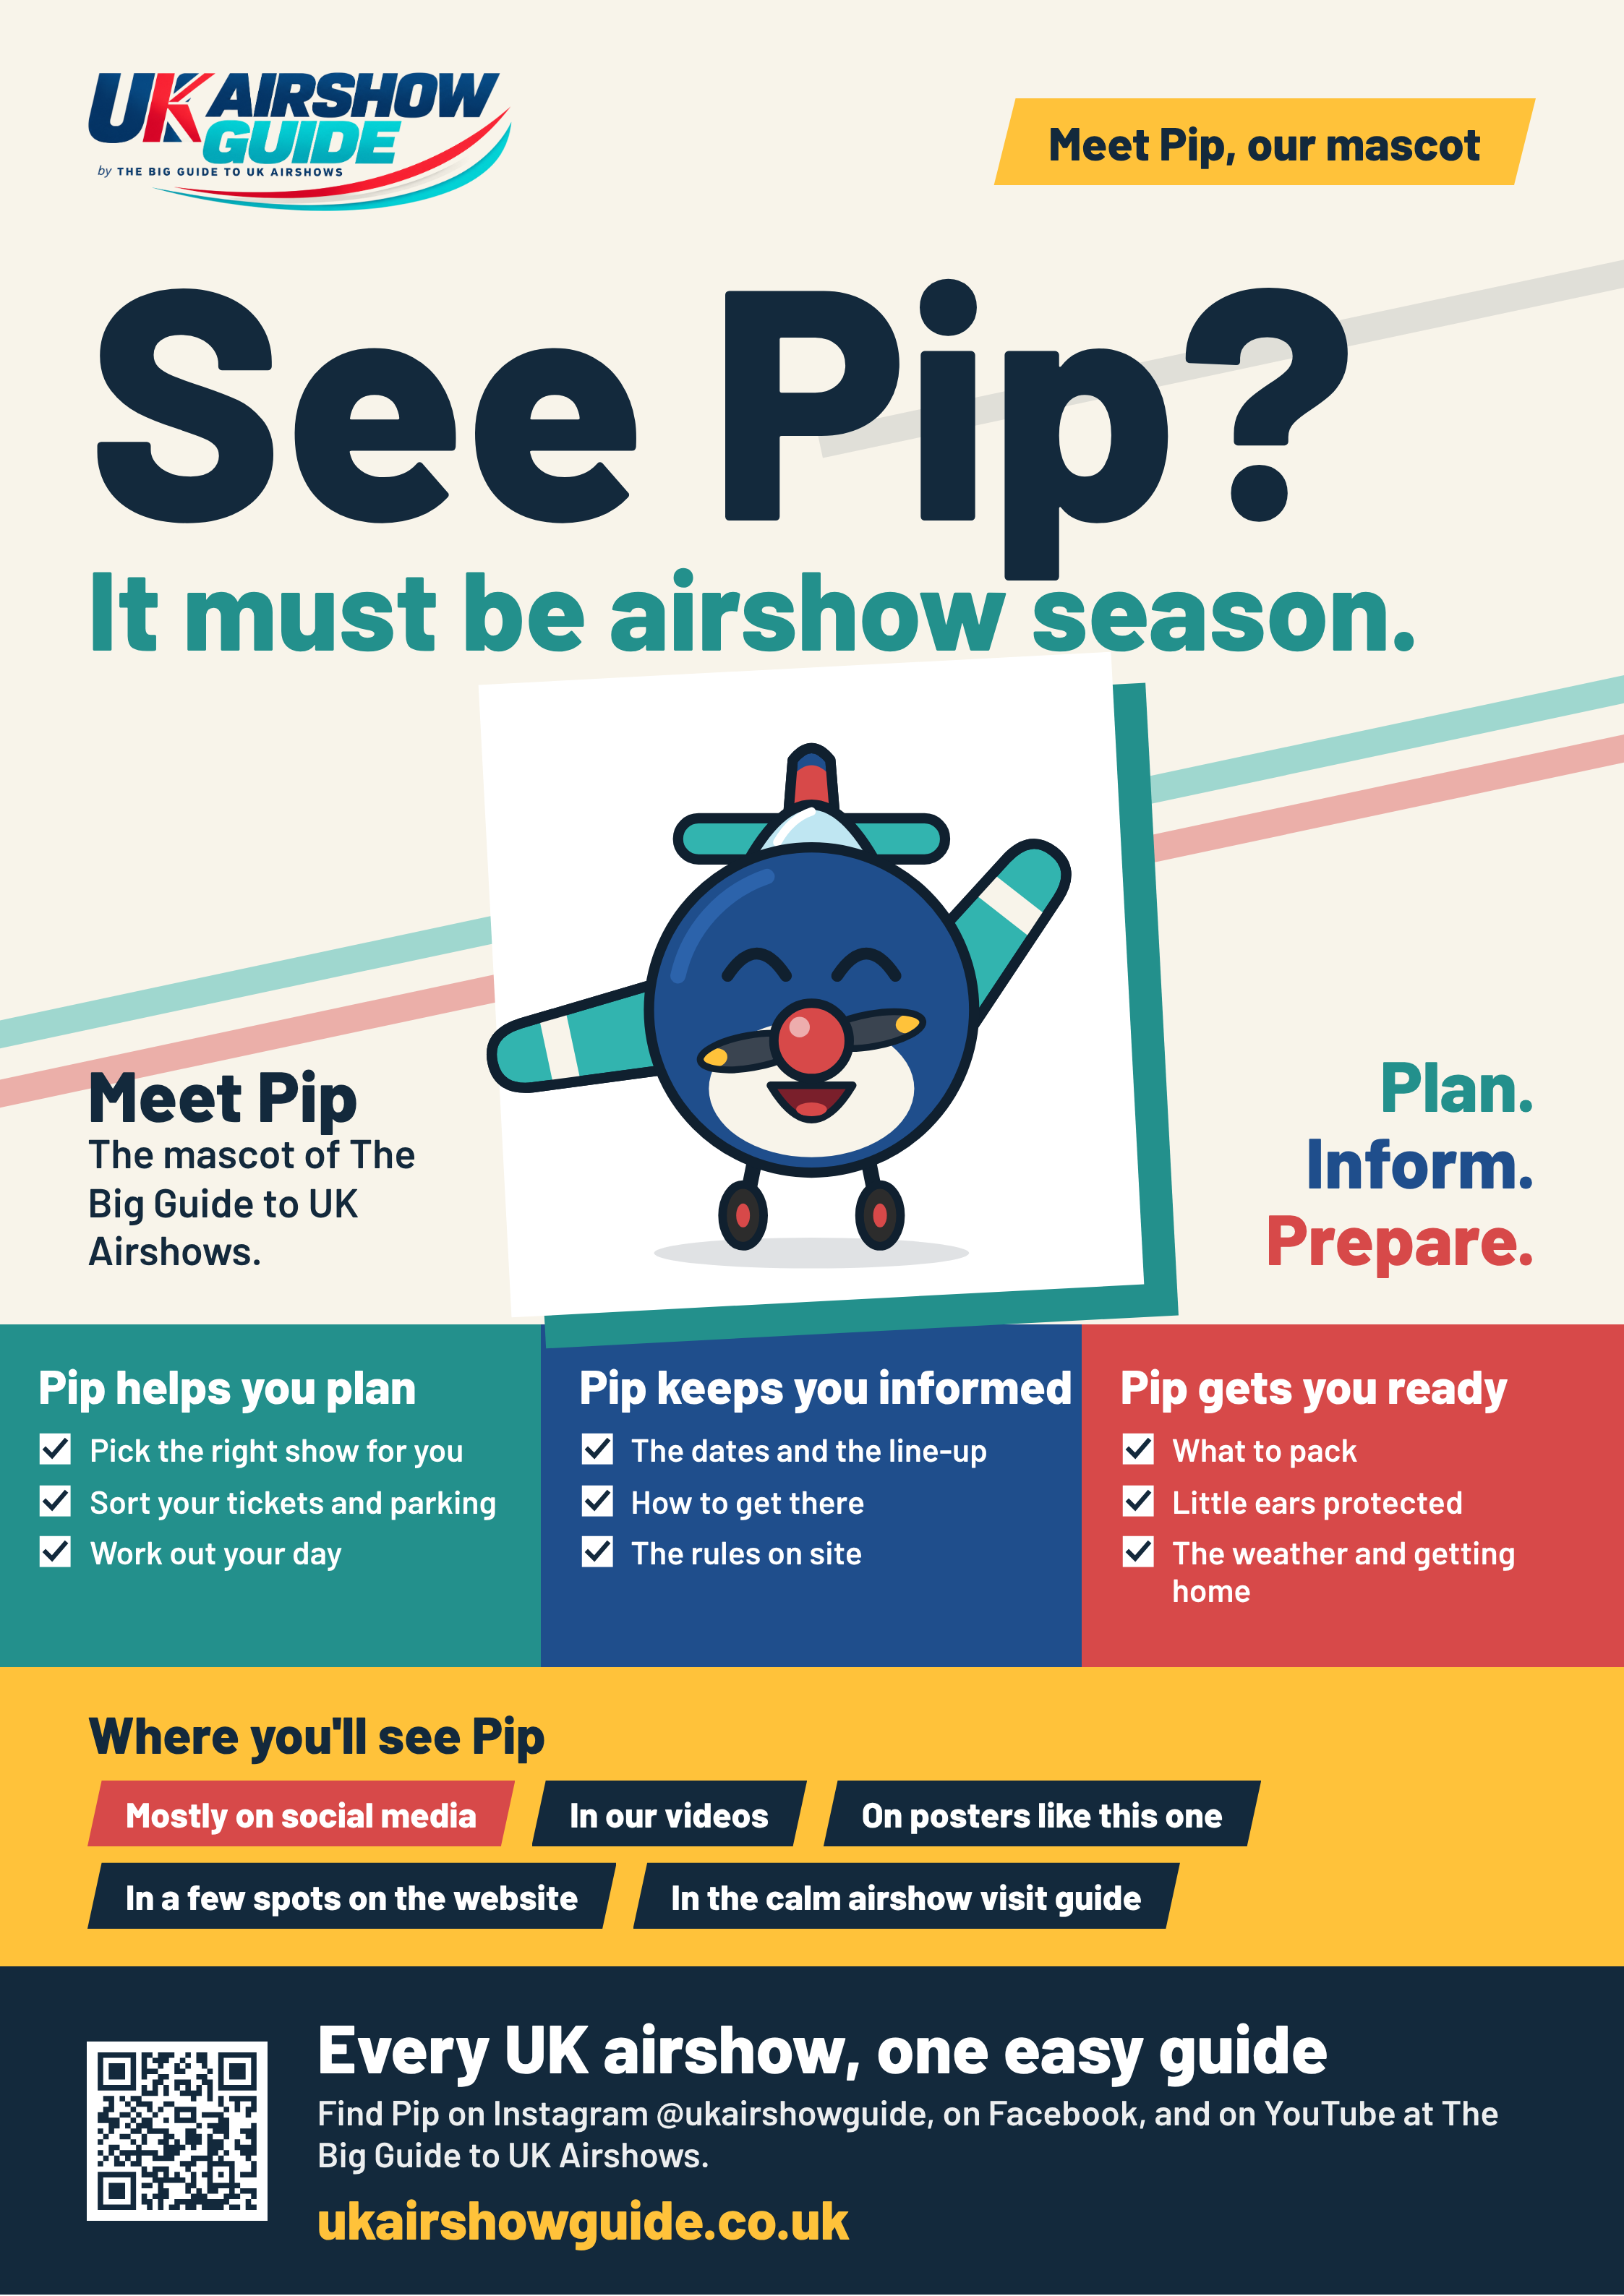 UK AIRSHOW
GUIDE
by THE BIG GUIDE TO UK AIRSHOWS
Meet Pip, our mascot
See Pip?
It must be airshow season.
Meet Pip
The mascot of The
Big Guide to UK
Airshows.
Plan.
Inform.
Prepare.
Pip helps you plan
Pick the right show for you
Sort your tickets and parking
Work out your day
Pip keeps you informed
The dates and the line-up
How to get there
The rules on site
Pip gets you ready
What to pack
Little ears protected
The weather and getting
home
Where you'll see Pip
Mostly on social media
In our videos
On posters like this one
In a few spots on the website
In the calm airshow visit guide
Every UK airshow, one easy guide
Find Pip on Instagram @ukairshowguide, on Facebook, and on YouTube at The
Big Guide to UK Airshows.
ukairshowguide.co.uk